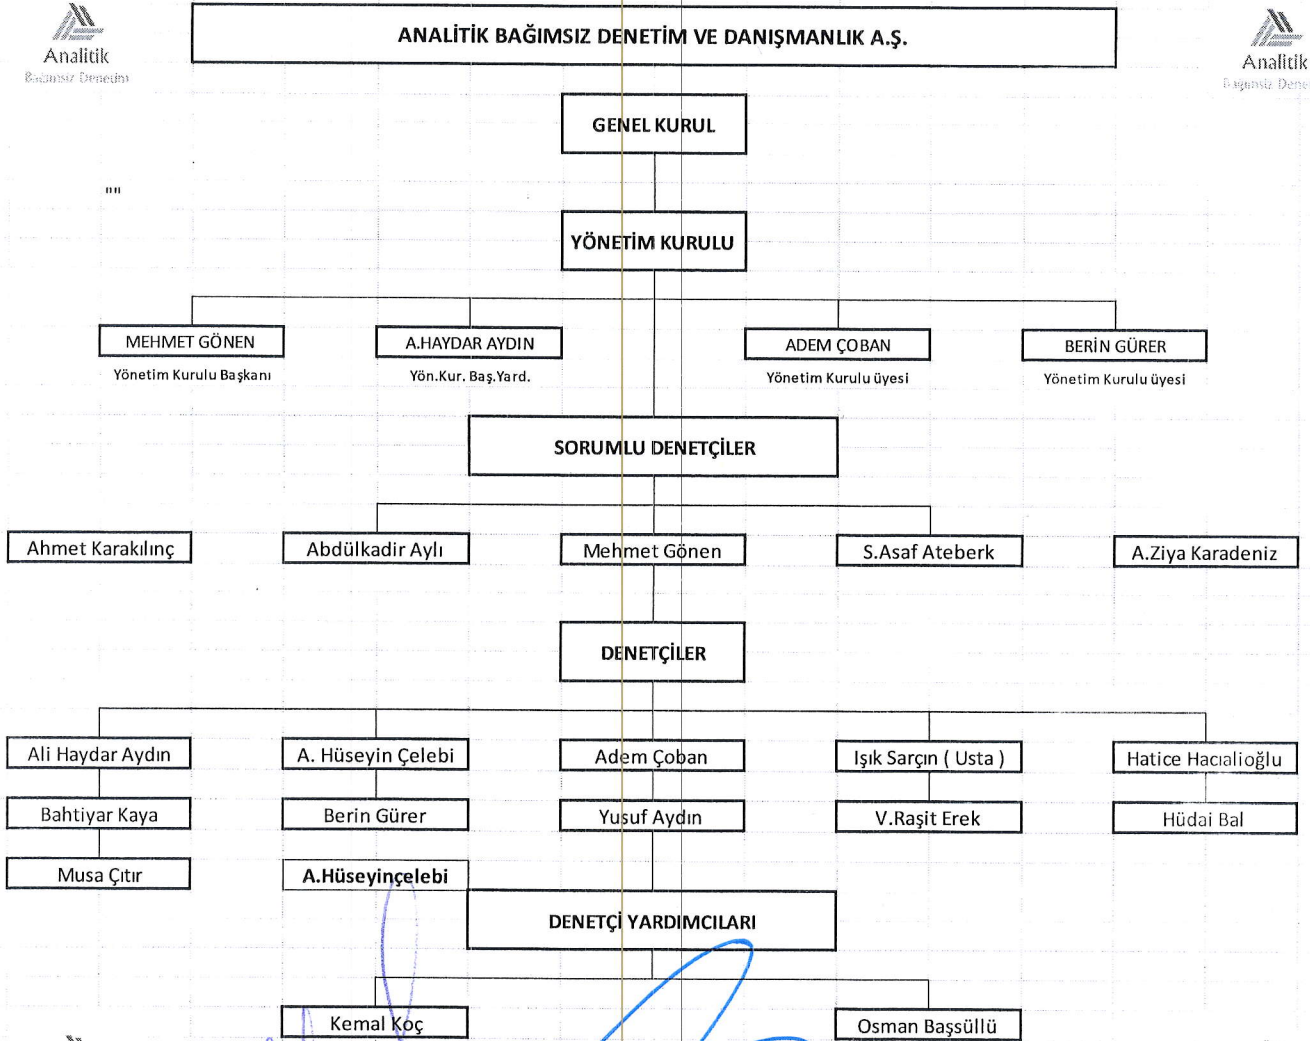 Analitik
Bağımsız Denetim
ANALİTİK BAĞIMSIZ DENETİM VE DANIŞMANLIK A.Ş.
Analitik
Bağımsız Dene
GENEL KURUL
""
YÖNETİM KURULU
MEHMET GÖNEN
A.HAYDAR AYDIN
ADEM ÇOBAN
BERİN GÜRER
Yönetim Kurulu Başkanı
Yön.Kur. Baş.Yard.
Yönetim Kurulu üyesi
Yönetim Kurulu üyesi
SORUMLU DENETÇİLER
Ahmet Karakılınç
Abdülkadir Aylı
Mehmet Gönen
S.Asaf Ateberk
A.Ziya Karadeniz
DENETÇİLER
Ali Haydar Aydın
A. Hüseyin Çelebi
Adem Çoban
Işık Sarçın ( Usta )
Hatice Hacıalioğlu
Bahtiyar Kaya
Berin Gürer
Yusuf Aydın
V.Raşit Erek
Hüdai Bal
Musa Çıtır
A.Hüseyinçelebi
DENETÇİ YARDIMCILARI
Kemal Koç
Osman Başsüllü